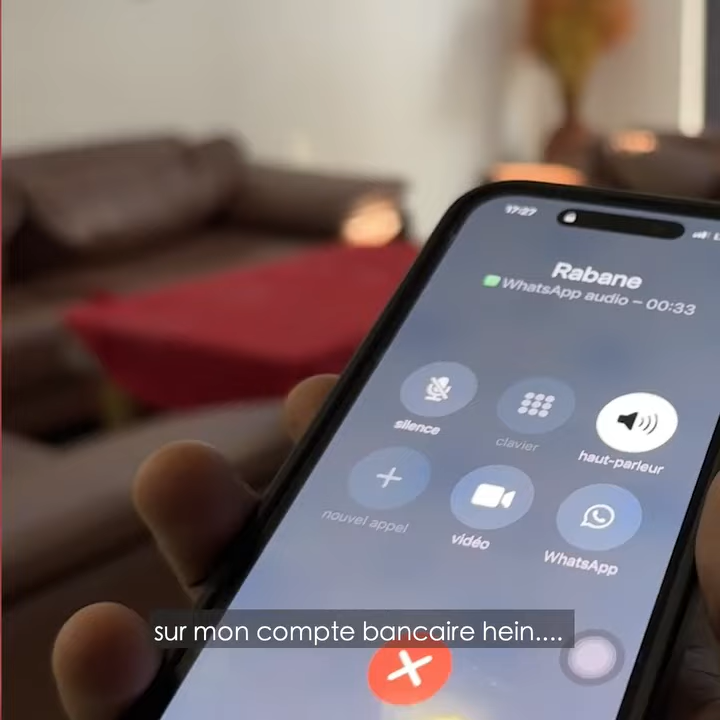 17:27
Rabane
WhatsApp audio – 00:33
silence
clavier
haut-parleur
nouvel appel
vidéo
WhatsApp
sur mon compte bancaire hein....